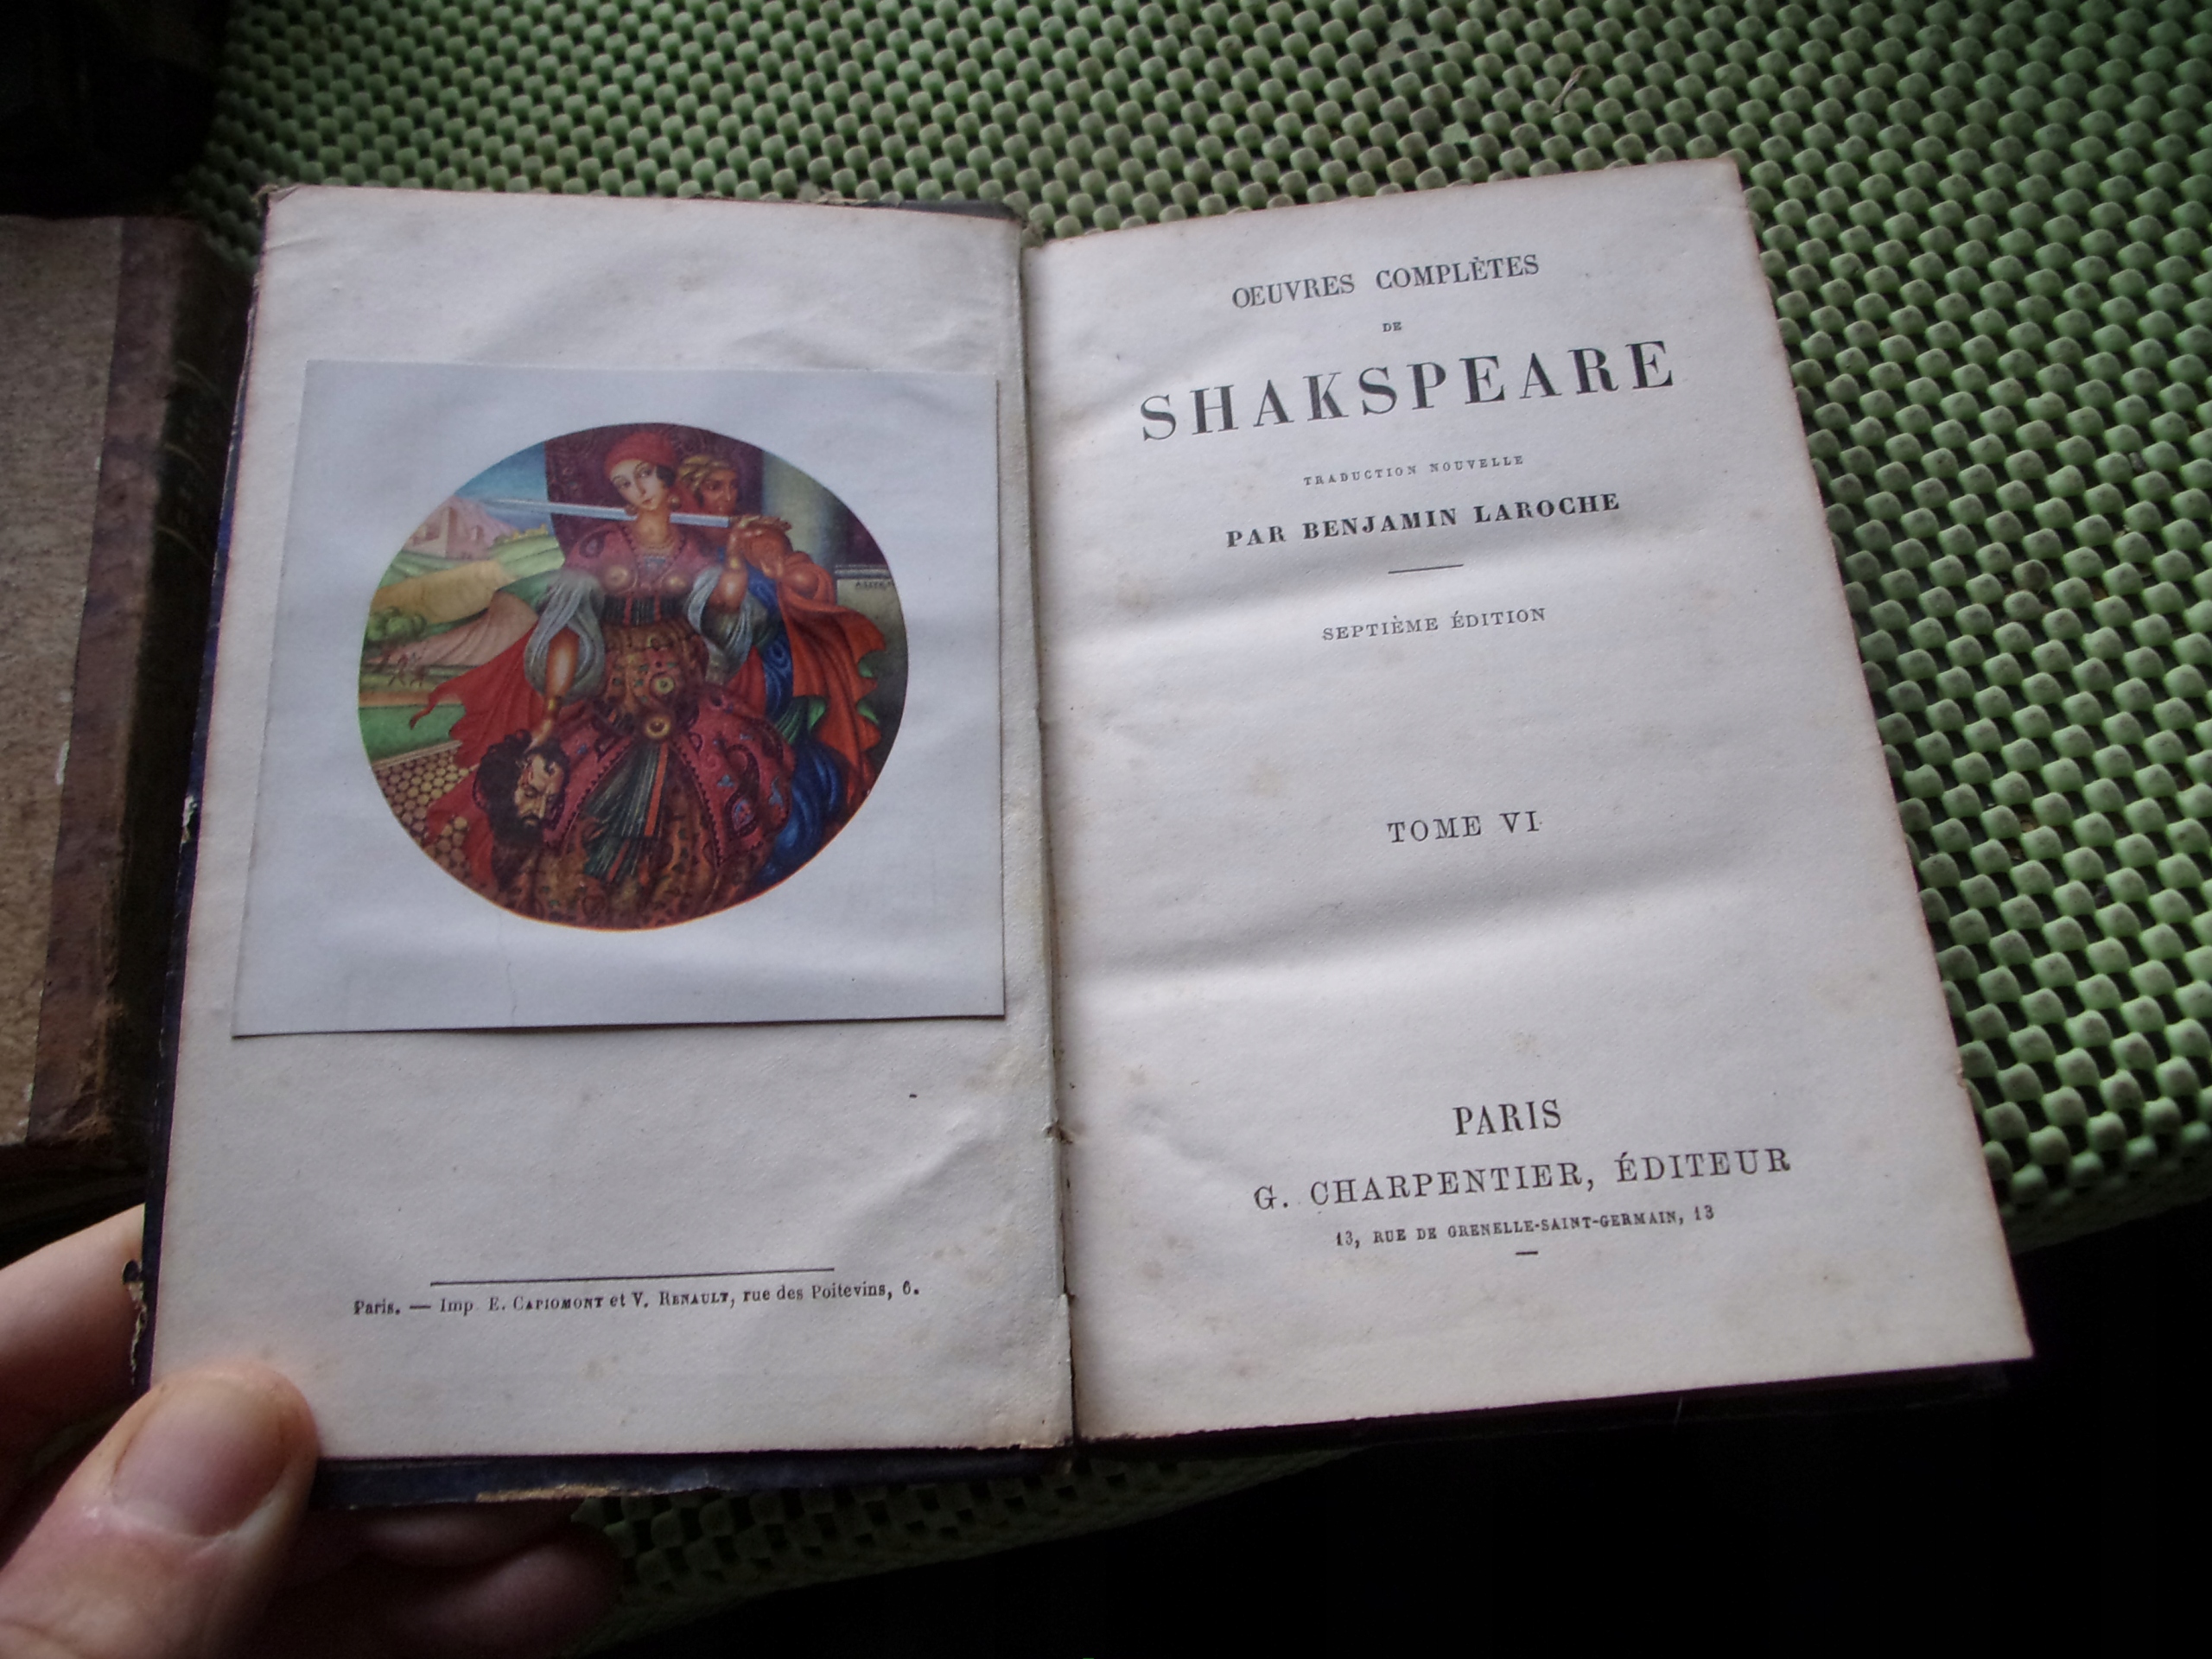 Paris. — Imp. E. CAPIOMONT et V. RENAULT, rue des Poitevins, 6.
ŒUVRES COMPLÈTES
DE
SHAKSPEARE
TRADUCTION NOUVELLE
PAR BENJAMIN LAROCHE
SEPTIÈME ÉDITION
TOME VI
PARIS
G. CHARPENTIER, ÉDITEUR
13, RUE DE GRENELLE-SAINT-GERMAIN, 13